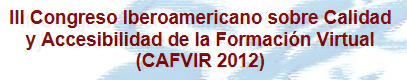 III Congreso Iberoamericano sobre Calidad
y Accesibilidad de la Formación Virtual
(CAFVIR 2012)